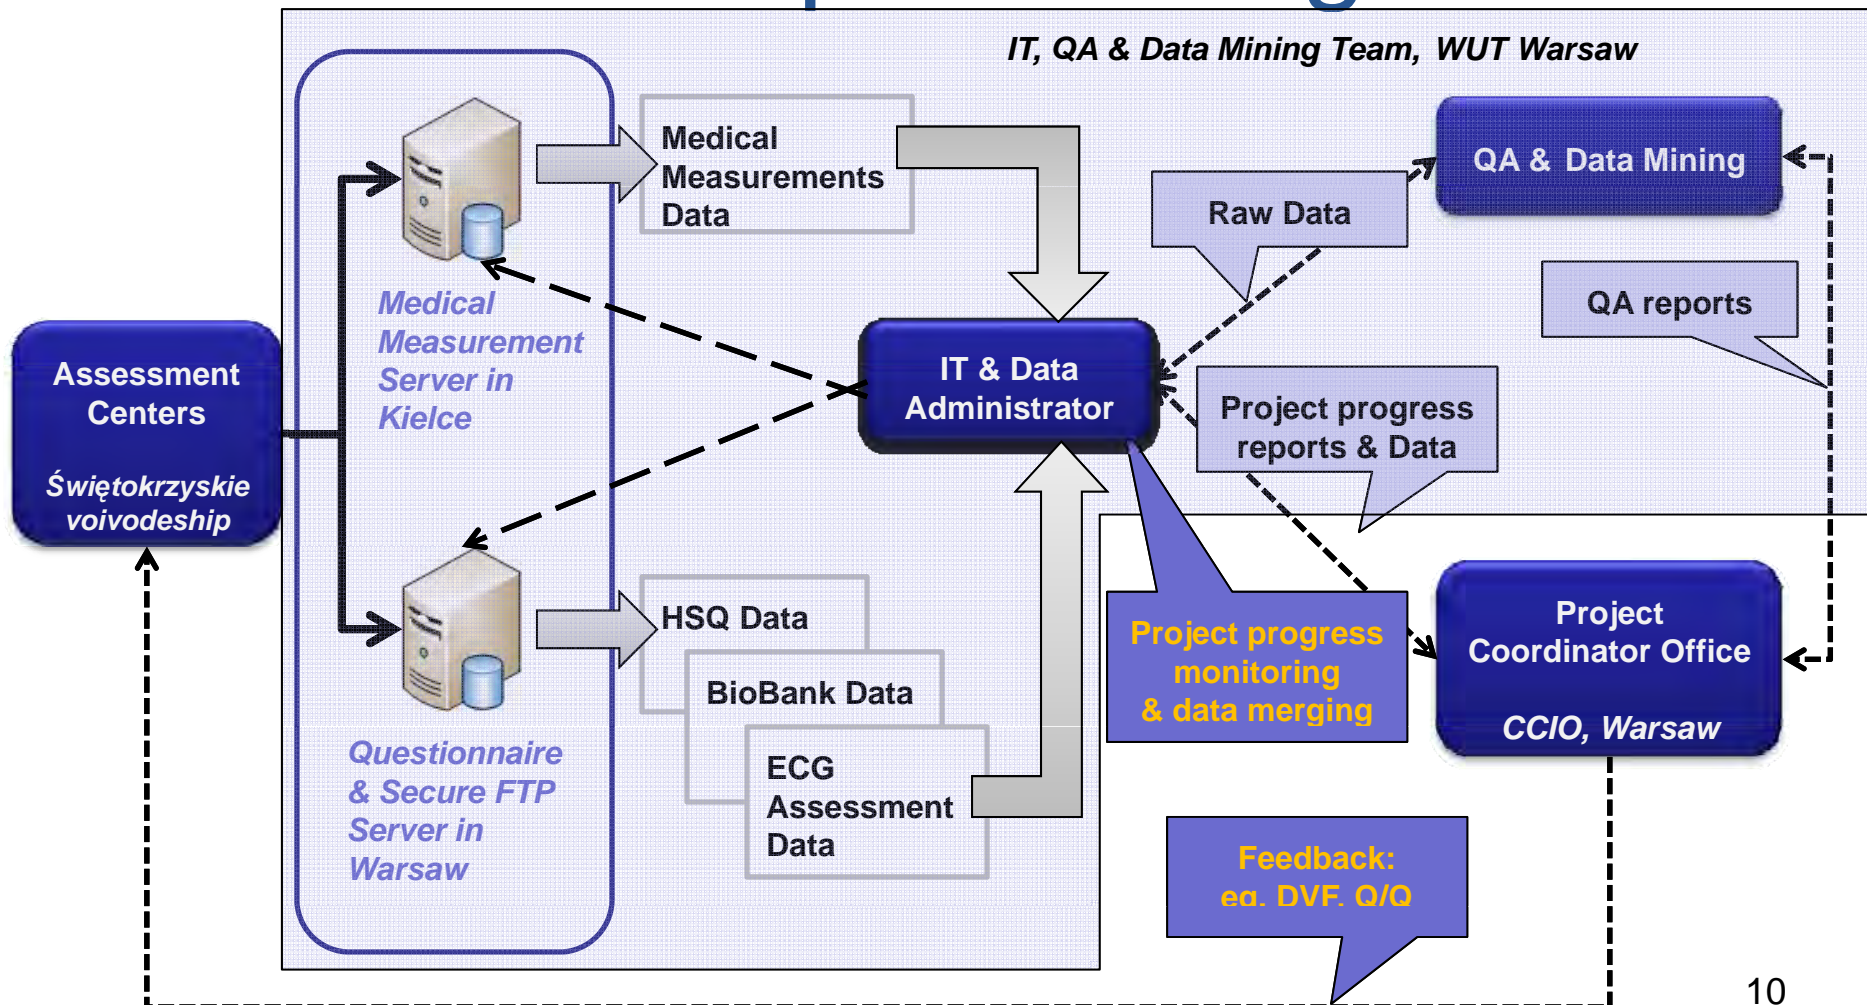 IT, QA & Data Mining Team, WUT Warsaw
Medical
Measurements
Data
QA & Data Mining
Raw Data
QA reports
Medical
Measurement
Server in
Kielce
Assessment
Centers
Świętokrzyskie
voivodeship
IT & Data
Administrator
Project progress
reports & Data
HSQ Data
BioBank Data
ECG
Assessment
Data
Project progress
monitoring
& data merging
Project
Coordinator Office
CCIO, Warsaw
Questionnaire
& Secure FTP
Server in
Warsaw
Feedback:
eg. DVF, Q/Q
10